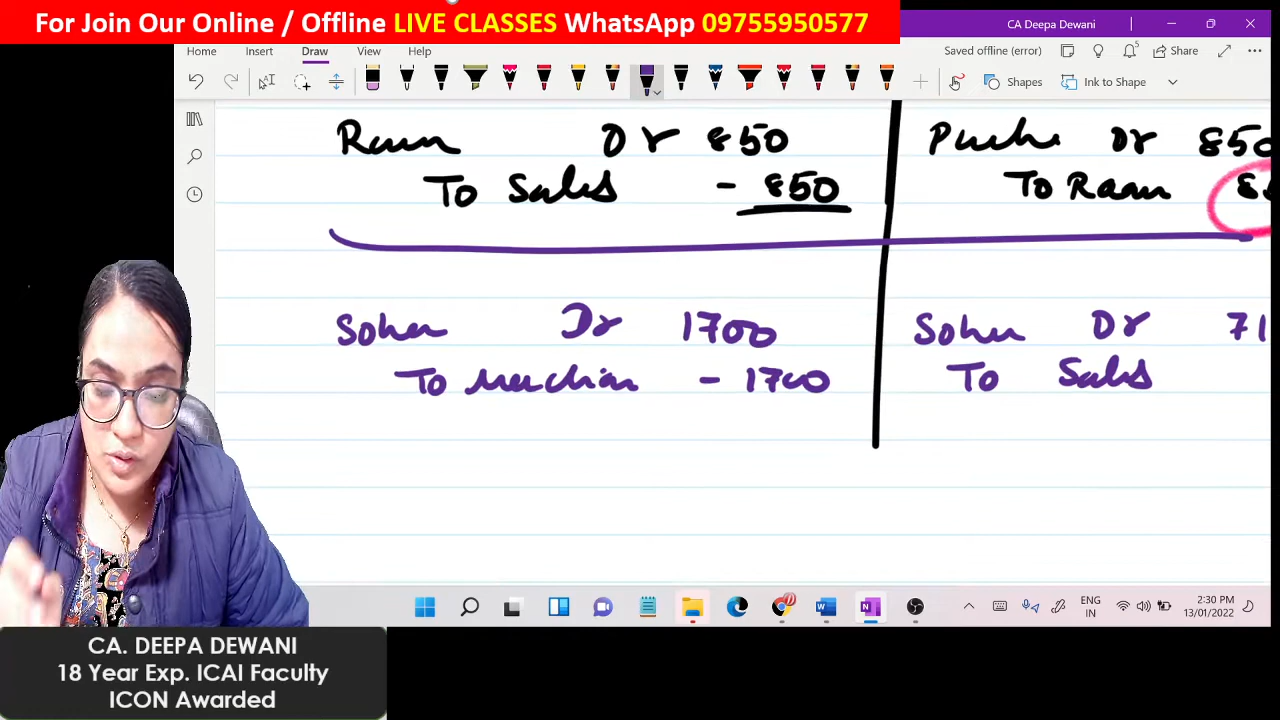 For Join Our Online / Offline LIVE CLASSES WhatsApp 09755950577
CA Deepa Dewani
Home Insert Draw View Help
Saved offline (error)
Share
Shapes
Ink to Shape
Ram Dr 850
To Sales - 850
Dr 850
To Ram
Sohan Dr 1700
To - 1700
Sohan Dr 71
To Sales
ENG
IN
2:30 PM
13/01/2022
CA. DEEPA DEWANI
18 Year Exp. ICAI Faculty
ICON Awarded